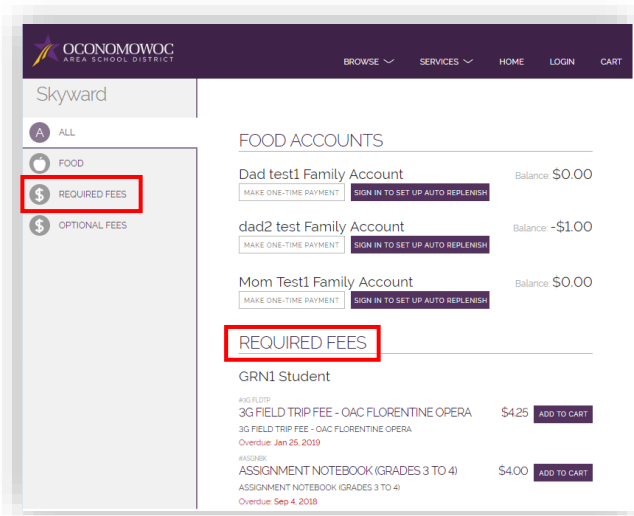 OCONOMOWOC
AREA SCHOOL DISTRICT
BROWSE SERVICES HOME LOGIN CART
Skyward
A ALL
FOOD
$ REQUIRED FEES
$ OPTIONAL FEES
FOOD ACCOUNTS
Dad test1 Family Account Balance: $0.00
MAKE ONE-TIME PAYMENT SIGN IN TO SET UP AUTO REPLENISH
dad2 test Family Account Balance: -$1.00
MAKE ONE-TIME PAYMENT SIGN IN TO SET UP AUTO REPLENISH
Mom Test1 Family Account Balance: $0.00
MAKE ONE-TIME PAYMENT SIGN IN TO SET UP AUTO REPLENISH
REQUIRED FEES
GRN1 Student
#3G FLDTP
3G FIELD TRIP FEE - OAC FLORENTINE OPERA $4.25 ADD TO CART
3G FIELD TRIP FEE - OAC FLORENTINE OPERA
Overdue: Jan 25, 2019
#ASGNBK
ASSIGNMENT NOTEBOOK (GRADES 3 TO 4) $4.00 ADD TO CART
ASSIGNMENT NOTEBOOK (GRADES 3 TO 4)
Overdue: Sep 4, 2018